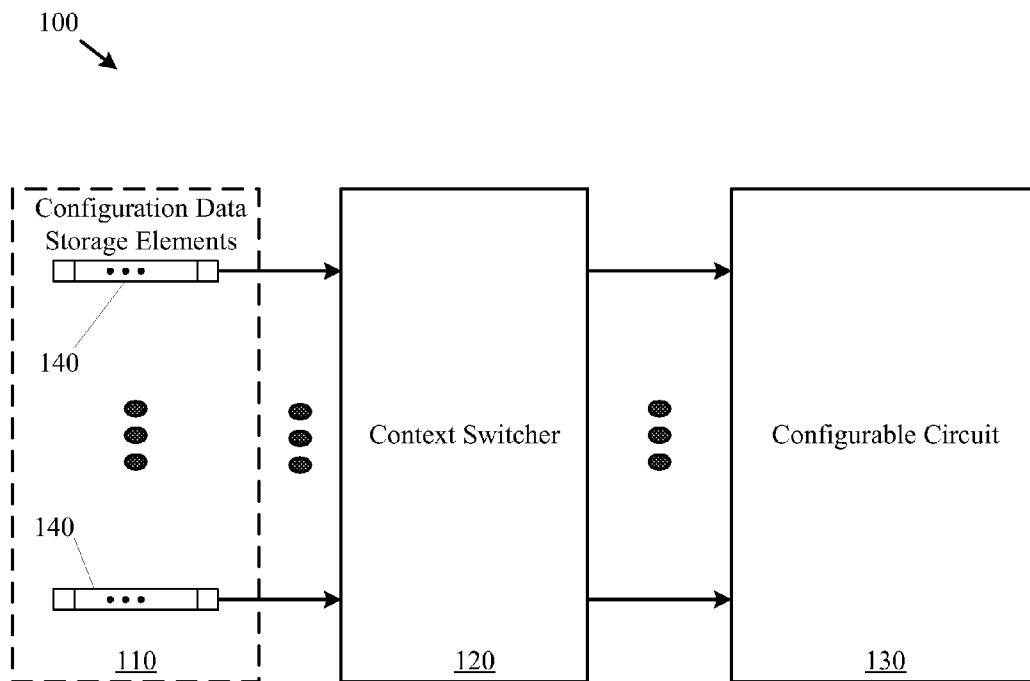 100
Configuration Data
Storage Elements
140
Context Switcher
Configurable Circuit
140
110
120
130